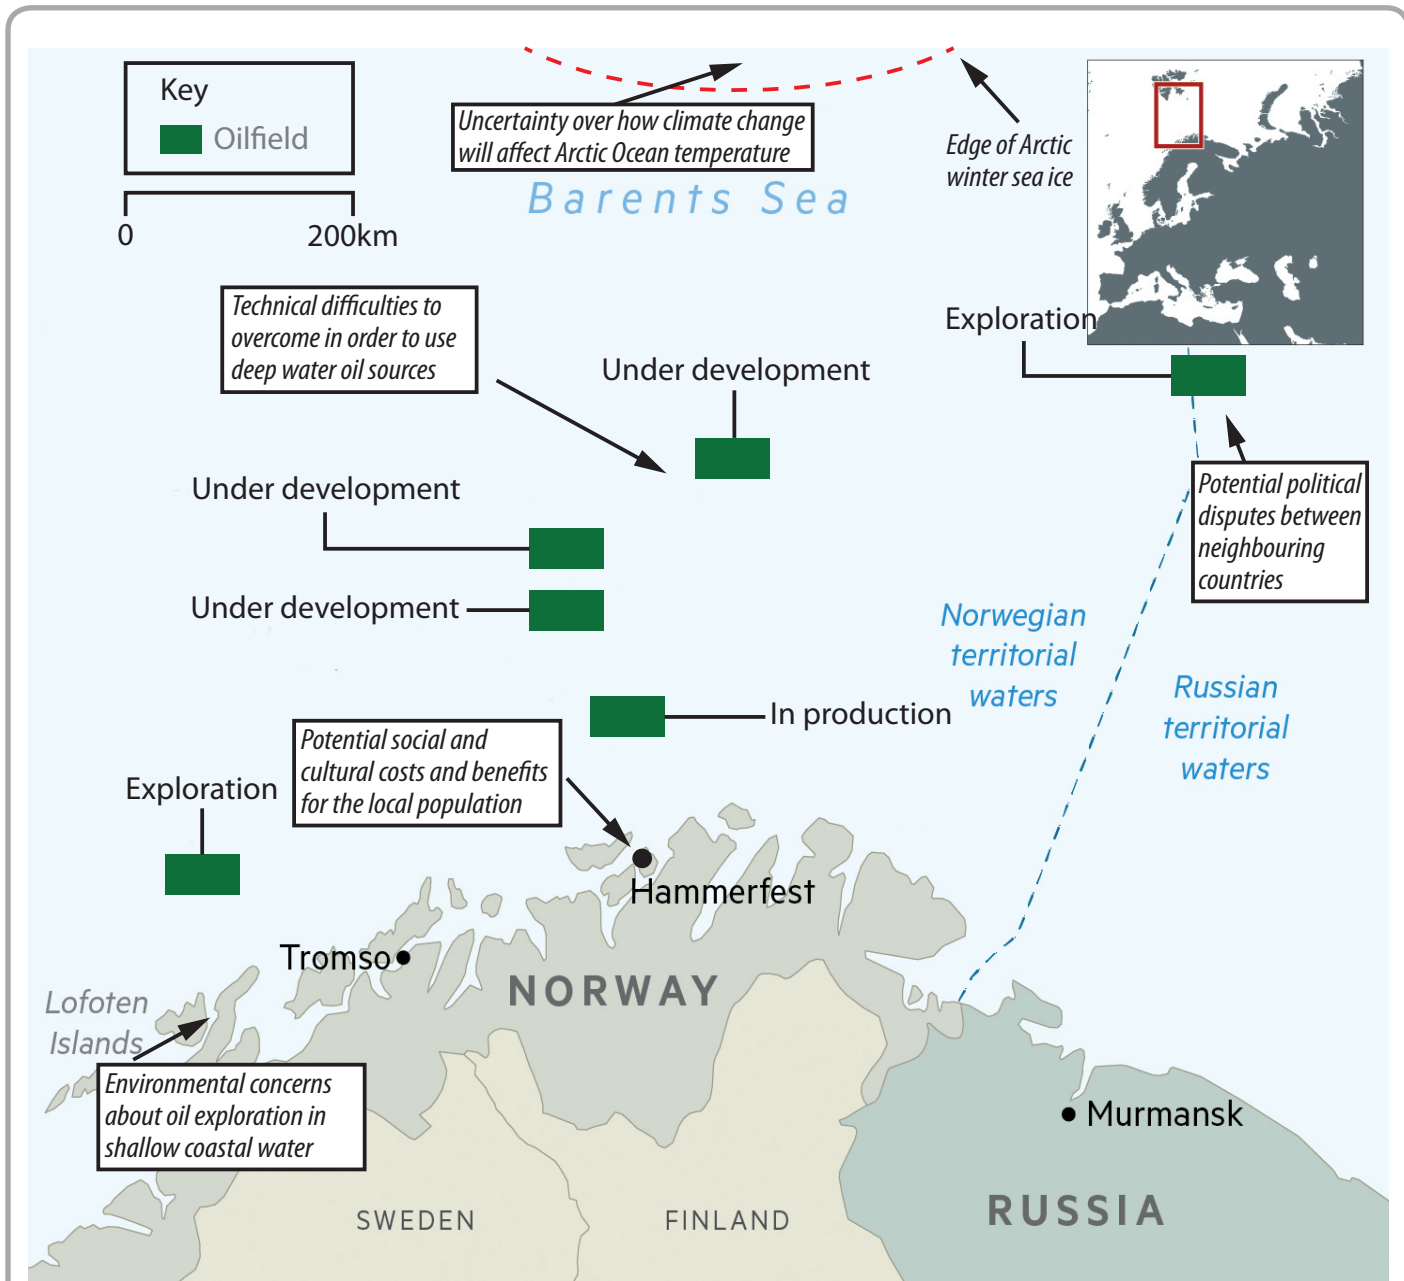 Key
Oilfield
0
200km
Uncertainty over how climate change
will affect Arctic Ocean temperature
Edge of Arctic
winter sea ice
Barents Sea
Technical difficulties to
overcome in order to use
deep water oil sources
Exploration
Under development
Under development
Potential political
disputes between
neighbouring
countries
Under development
Norwegian
territorial
waters
Russian
territorial
waters
In production
Potential social and
cultural costs and benefits
for the local population
Exploration
Hammerfest
Tromso
NORWAY
Lofoten
Islands
Environmental concerns
about oil exploration in
shallow coastal water
Murmansk
SWEDEN
FINLAND
RUSSIA